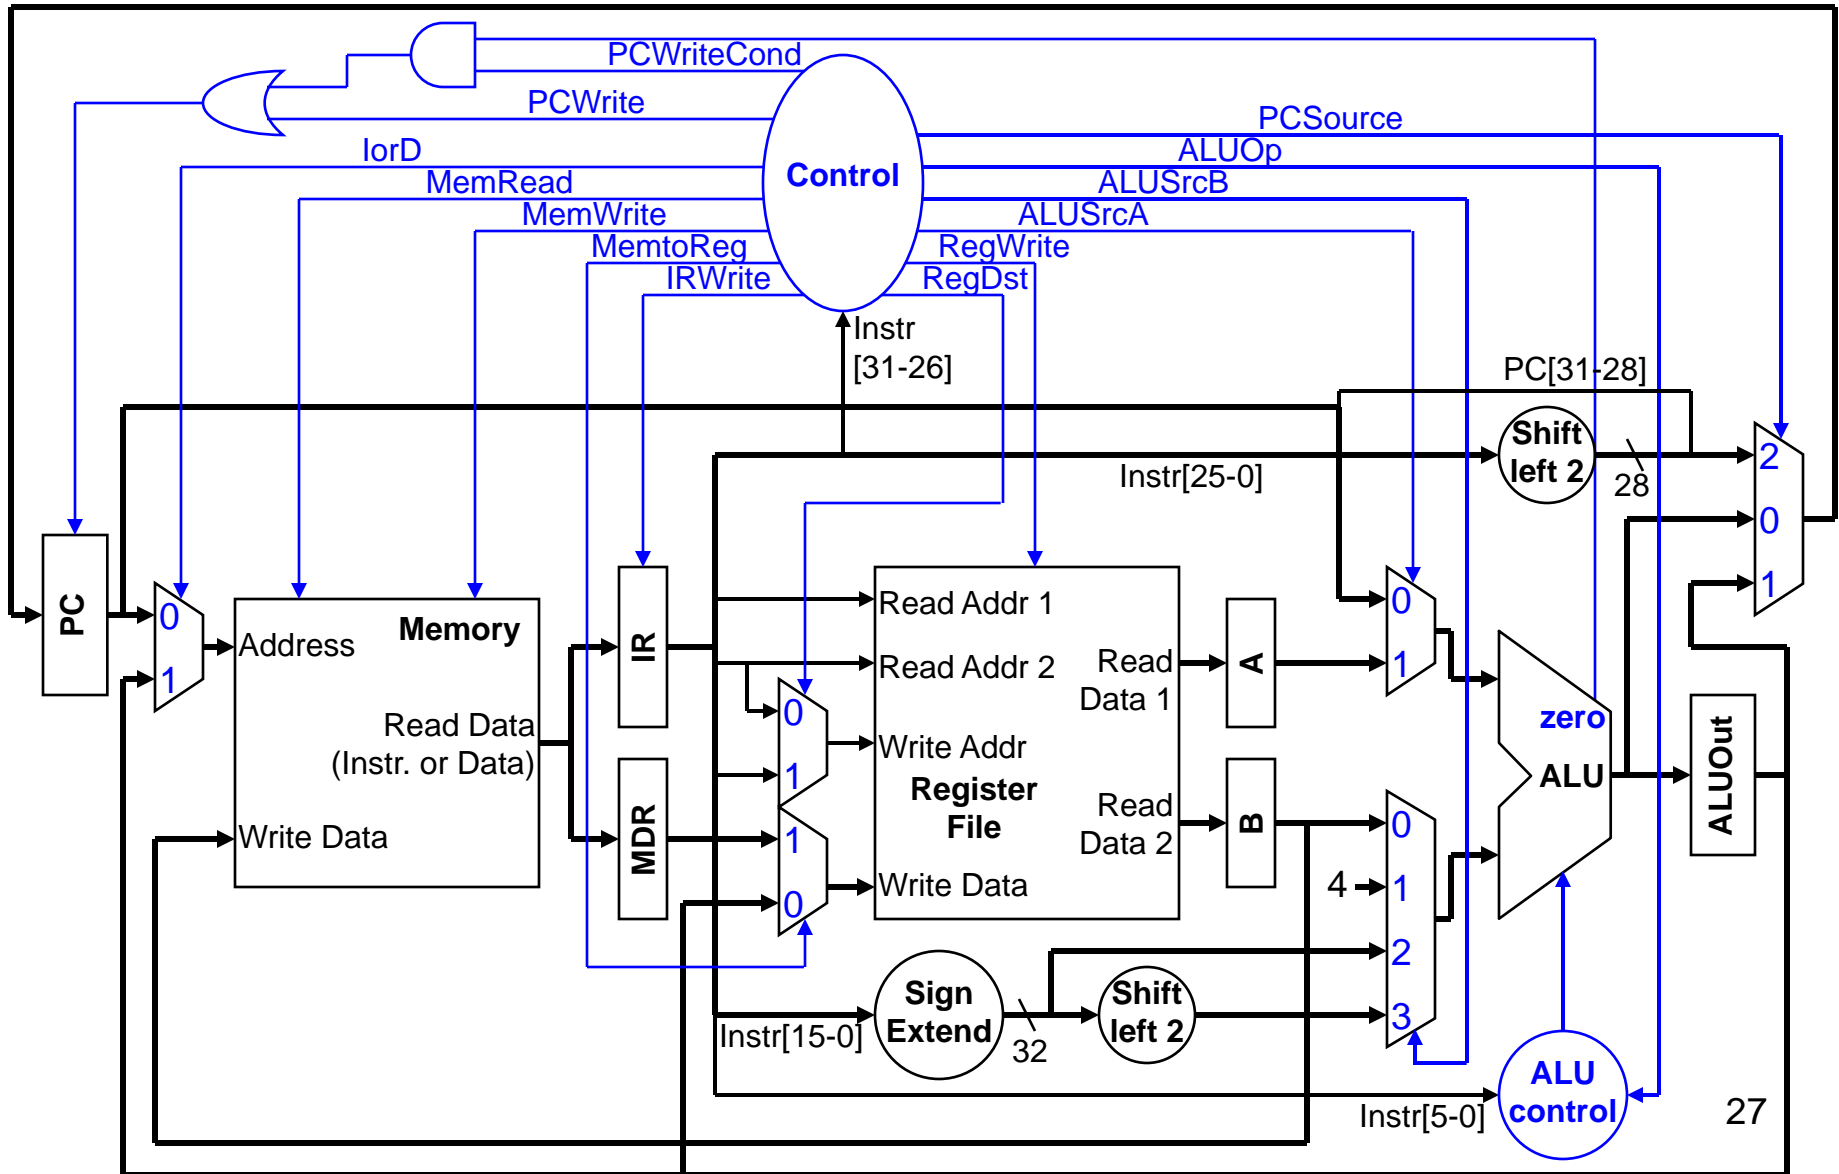 PCWriteCond
PCWrite
PCSource
IorD
ALUOp
Control
MemRead
ALUSrcB
MemWrite
ALUSrcA
MemtoReg
RegWrite
IRWrite
RegDst
Instr
[31-26]
PC[31-28]
Shift
left 2
Instr[25-0]
28
2
0
1
PC
0
1
Address
Memory
Read Data
(Instr. or Data)
Write Data
IR
MDR
0
1
1
0
Read Addr 1
Read Addr 2
Read
Data 1
Write Addr
Register
File
Read
Data 2
Write Data
A
B
0
1
0
4
1
2
3
zero
ALU
ALUOut
Sign
Extend
Instr[15-0]
32
Shift
left 2
ALU
control
Instr[5-0]
27